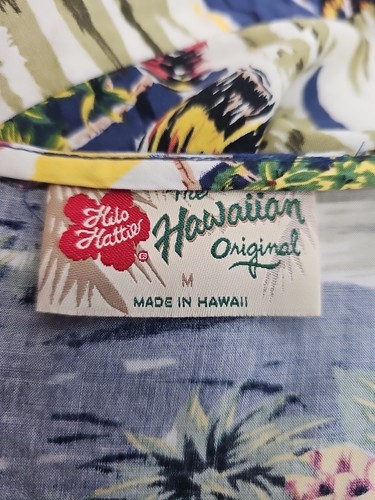 Hilo
Hattie®
The
Hawaiian
Original
M
MADE IN HAWAII